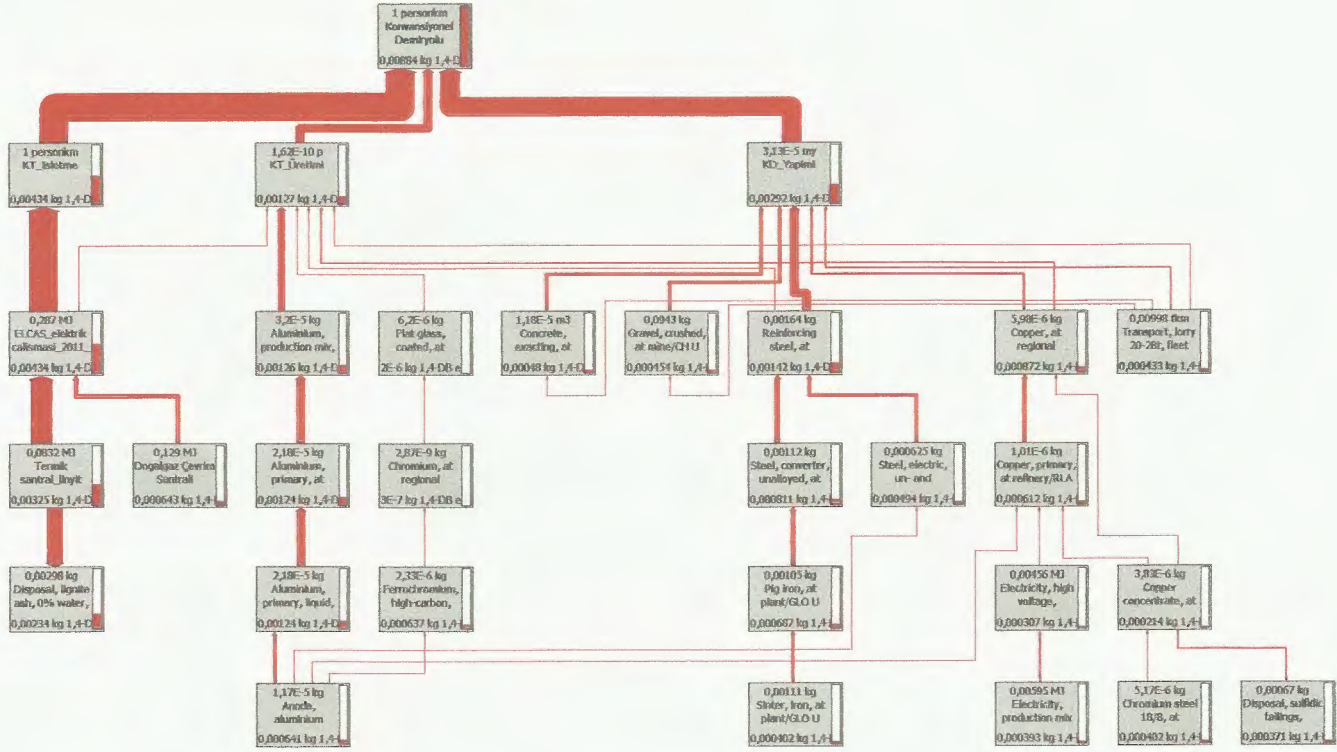 1 personkm
Konvansiyonel
Demiryolu
0,00884 kg 1,4-D
1 personkm
KT_Isletme
0,00434 kg 1,4-D
1,62E-10 p
KT_Üretimi
0,00127 kg 1,4-D
3,13E-5 my
KD_Yapimi
0,00292 kg 1,4-D
0,287 MJ
ELCAS_elektrik
calismasi_2011_
0,00434 kg 1,4-D
3,2E-5 kg
Aluminium,
production mix,
0,00126 kg 1,4-D
6,2E-6 kg
Flat glass,
coated, at
2E-6 kg 1,4-DB e
1,18E-5 m3
Concrete,
exacting, at
0,00048 kg 1,4-D
0,0943 kg
Gravel, crushed,
at mine/CH U
0,000454 kg 1,4-
0,00164 kg
Reinforcing
steel, at
0,00142 kg 1,4-D
5,98E-6 kg
Copper, at
regional
0,000872 kg 1,4-
0,00998 tkm
Transport, lorry
20-28t, fleet
0,000433 kg 1,4-
0,0832 MJ
Termik
santral_linyit
0,00325 kg 1,4-D
0,129 MJ
Dogalgaz Çevrim
Santrali
0,000643 kg 1,4-
2,18E-5 kg
Aluminium,
primary, at
0,00124 kg 1,4-D
2,87E-9 kg
Chromium, at
regional
3E-7 kg 1,4-DB e
0,00112 kg
Steel, converter,
unalloyed, at
0,000811 kg 1,4-
0,000625 kg
Steel, electric,
un- and
0,000494 kg 1,4-
1,01E-6 kg
Copper, primary,
at refinery/RLA
0,000612 kg 1,4-
0,00298 kg
Disposal, lignite
ash, 0% water,
0,00234 kg 1,4-D
2,18E-5 kg
Aluminium,
primary, liquid,
0,00124 kg 1,4-D
2,33E-6 kg
Ferrochromium,
high-carbon,
0,000637 kg 1,4-
0,00105 kg
Pig iron, at
plant/GLO U
0,000687 kg 1,4-
0,00456 MJ
Electricity, high
voltage,
0,000307 kg 1,4-
3,83E-6 kg
Copper
concentrate, at
0,000214 kg 1,4-
1,17E-5 kg
Anode,
aluminium
0,000641 kg 1,4-
0,00111 kg
Sinter, iron, at
plant/GLO U
0,000402 kg 1,4-
0,00595 MJ
Electricity,
production mix
0,000393 kg 1,4-
5,17E-6 kg
Chromium steel
18/8, at
0,000402 kg 1,4-
0,00067 kg
Disposal, sulfidic
tailings,
0,000371 kg 1,4-